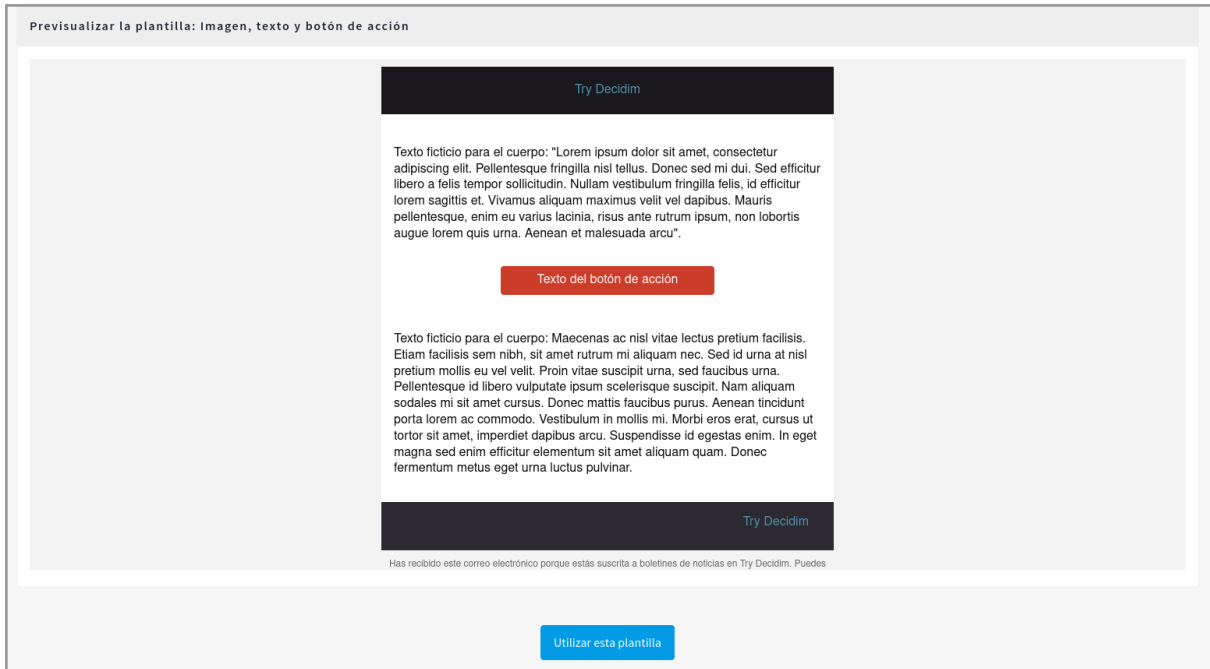 Previsualizar la plantilla: Imagen, texto y botón de acción
Try Decidim
Texto ficticio para el cuerpo: "Lorem ipsum dolor sit amet, consectetur
adipiscing elit. Pellentesque fringilla nisl tellus. Donec sed mi dui. Sed efficitur
libero a felis tempor sollicitudin. Nullam vestibulum fringilla felis, id efficitur
lorem sagittis et. Vivamus aliquam maximus velit vel dapibus. Mauris
pellentesque, enim eu varius lacinia, risus ante rutrum ipsum, non lobortis
augue lorem quis urna. Aenean et malesuada arcu".
Texto del botón de acción
Texto ficticio para el cuerpo: Maecenas ac nisl vitae lectus pretium facilisis.
Etiam facilisis sem nibh, sit amet rutrum mi aliquam nec. Sed id urna at nisl
pretium mollis eu vel velit. Proin vitae suscipit urna, sed faucibus urna.
Pellentesque id libero vulputate ipsum scelerisque suscipit. Nam aliquam
sodales mi sit amet cursus. Donec mattis faucibus purus. Aenean tincidunt
porta lorem ac commodo. Vestibulum in mollis mi. Morbi eros erat, cursus ut
tortor sit amet, imperdiet dapibus arcu. Suspendisse id egestas enim. In eget
magna sed enim efficitur elementum sit amet aliquam quam. Donec
fermentum metus eget urna luctus pulvinar.
Try Decidim
Has recibido este correo electrónico porque estás suscrita a boletines de noticias en Try Decidim. Puedes
Utilizar esta plantilla